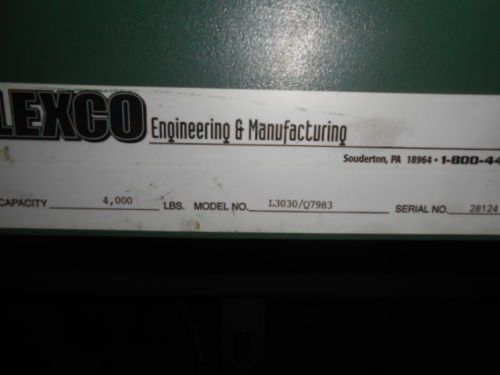 LEXCO Engineering & Manufacturing
Souderton, PA 18964 • 1-800-44
CAPACITY 4,000 LBS. MODEL NO. L3030/Q7983 SERIAL NO. 28124